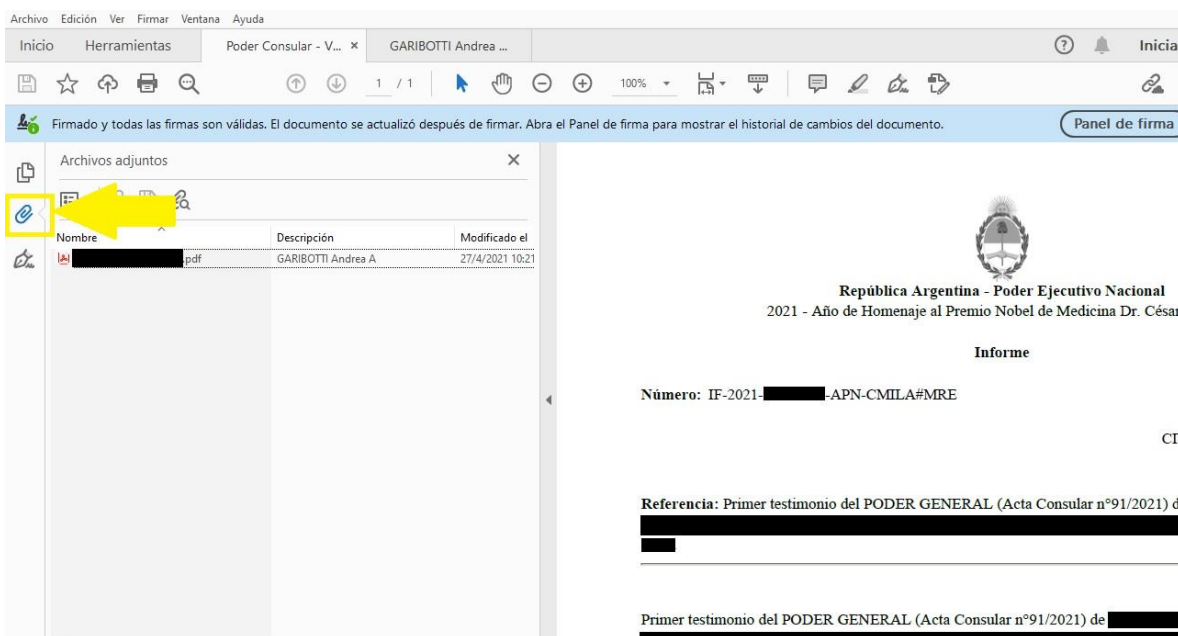 Archivo Edición Ver Firmar Ventana Ayuda
Inicio Herramientas Poder Consular - V... × GARIBOTTI Andrea ... ? Inicia
1 / 1 100%
Firmado y todas las firmas son válidas. El documento se actualizó después de firmar. Abra el Panel de firma para mostrar el historial de cambios del documento. Panel de firma
Archivos adjuntos
Nombre Descripción Modificado el
.pdf GARIBOTTI Andrea A 27/4/2021 10:21
República Argentina - Poder Ejecutivo Nacional
2021 - Año de Homenaje al Premio Nobel de Medicina Dr. César
Informe
Número: IF-2021- -APN-CMILA#MRE
CI
Referencia: Primer testimonio del PODER GENERAL (Acta Consular n°91/2021) d
Primer testimonio del PODER GENERAL (Acta Consular n°91/2021) de